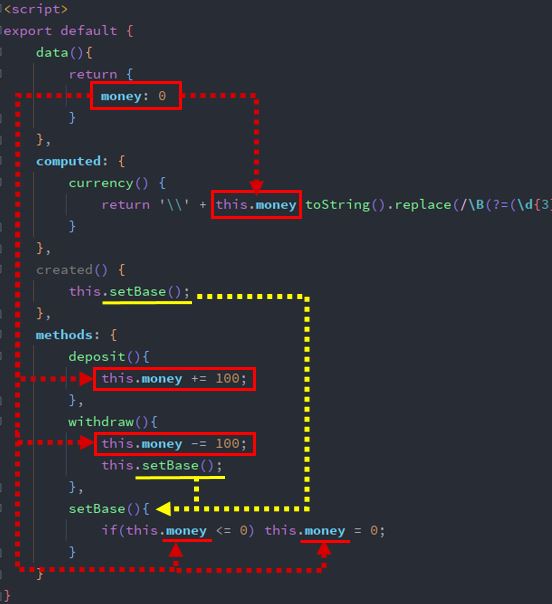 <script>
export default {
data(){
return {
money: 0
}
},
computed: {
currency() {
return '\\' + this.money toString().replace(/\B(?=(\d{3}
}
},
created() {
this.setBase();
},
methods: {
deposit(){
this.money += 100;
},
withdraw(){
this.money -= 100;
this.setBase();
},
setBase(){
if(this.money <= 0) this.money = 0;
}
}
}